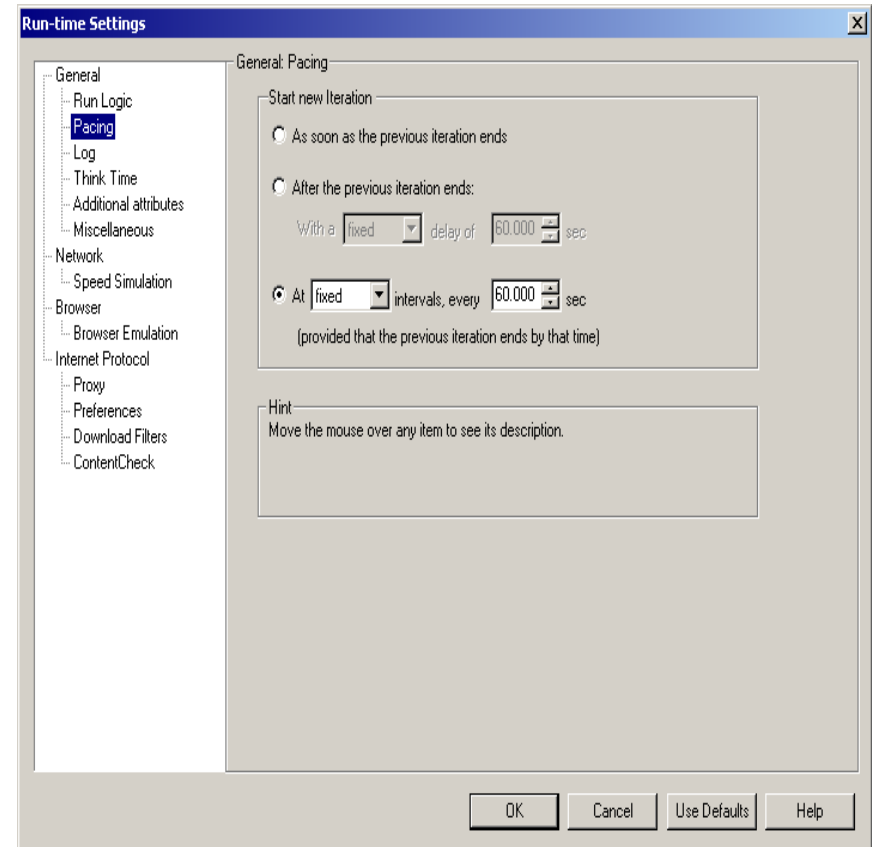 Run-time Settings
General
Run Logic
Pacing
Log
Think Time
Additional attributes
Miscellaneous
Network
Speed Simulation
Browser
Browser Emulation
Internet Protocol
Proxy
Preferences
Download Filters
ContentCheck
General: Pacing
Start new Iteration
As soon as the previous iteration ends
After the previous iteration ends:
With a fixed delay of 60.000 sec
At fixed intervals, every 60.000 sec
(provided that the previous iteration ends by that time)
Hint
Move the mouse over any item to see its description.
OK Cancel Use Defaults Help